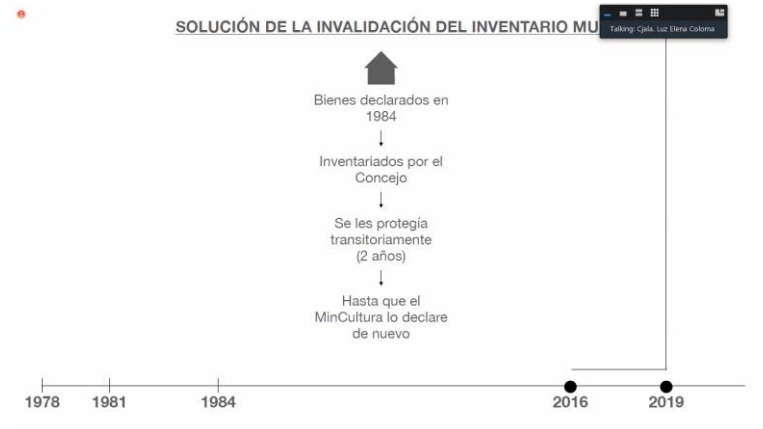 SOLUCIÓN DE LA INVALIDACIÓN DEL INVENTARIO MU
Talking: Cjala..Luz Elena Coloma
Bienes declarados en
1984
Inventariados por el
Concejo
Se les protegía
transitoriamente
(2 años)
Hasta que el
MinCultura lo declare
de nuevo
1978 1981 1984 2016 2019